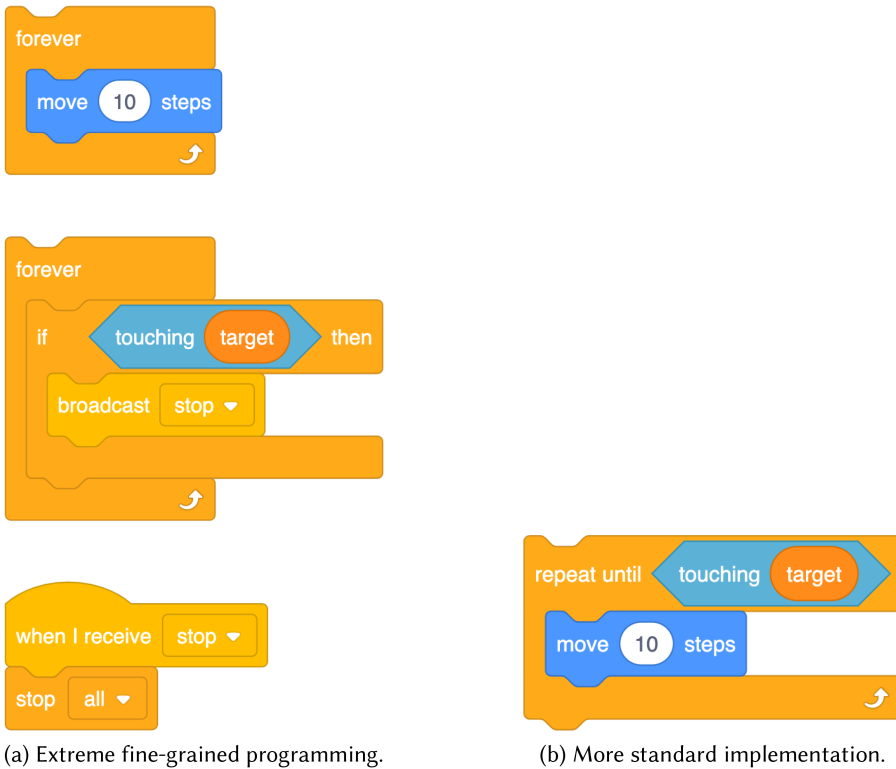 forever
move 10 steps
forever
if touching target then
broadcast stop
when I receive stop
stop all
(a) Extreme fine-grained programming.
repeat until touching target
move 10 steps
(b) More standard implementation.